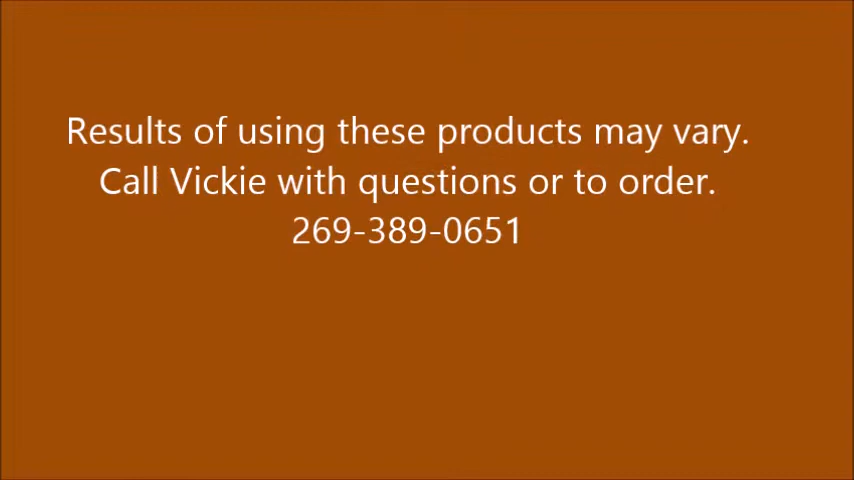 Results of using these products may vary.
Call Vickie with questions or to order.
269-389-0651